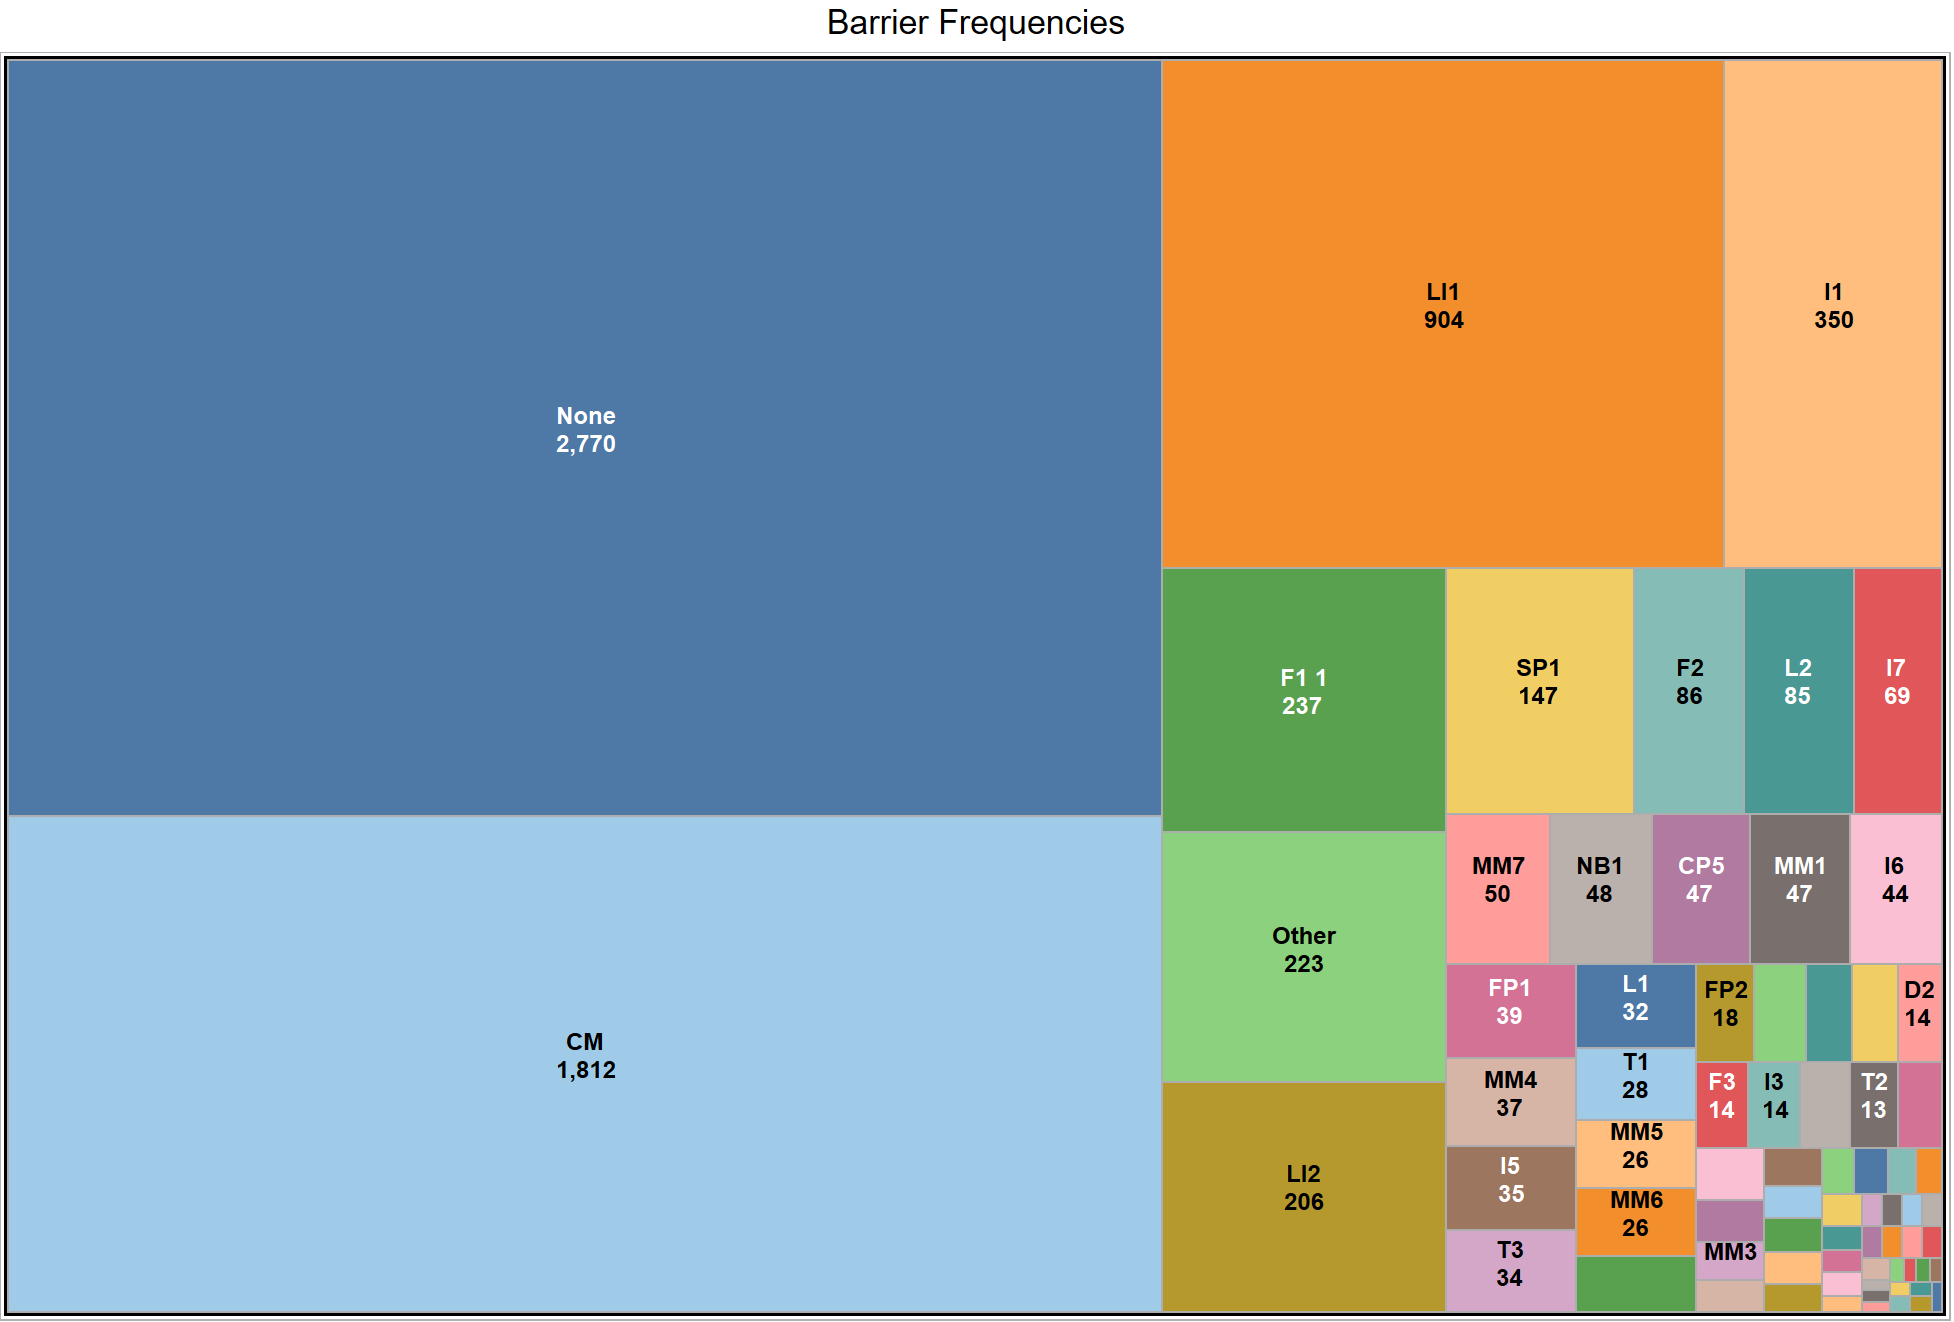 Barrier Frequencies
None
2,770
CM
1,812
LI1
904
I1
350
F1 1
237
Other
223
LI2
206
SP1
147
F2
86
L2
85
I7
69
MM7
50
NB1
48
CP5
47
MM1
47
I6
44
FP1
39
MM4
37
I5
35
T3
34
L1
32
T1
28
MM5
26
MM6
26
FP2
18
D2
14
F3
14
I3
14
T2
13
MM3